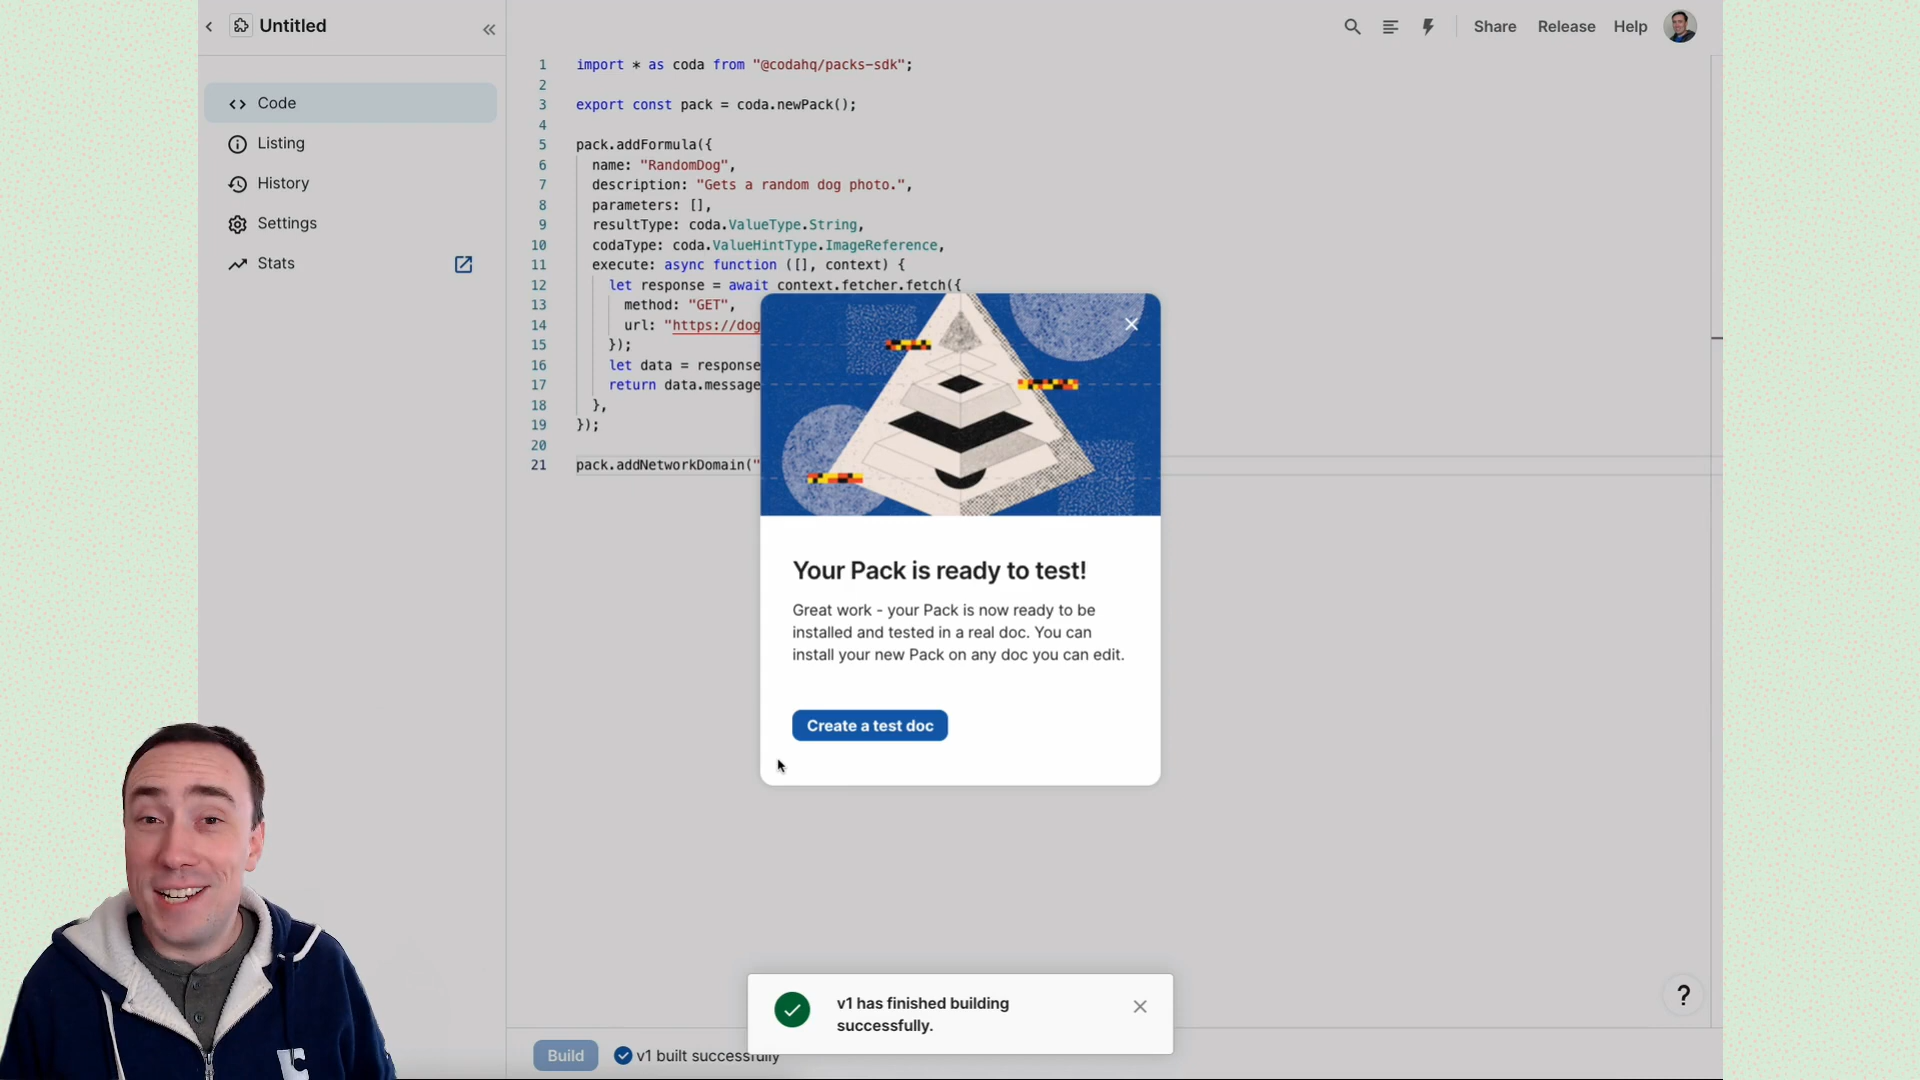 Untitled
Share
Release
Help
Code
Listing
History
Settings
Stats
1 import * as coda from "@codahq/packs-sdk";
2
3 export const pack = coda.newPack();
4
5 pack.addFormula({
6 name: "RandomDog",
7 description: "Gets a random dog photo.",
8 parameters: [],
9 resultType: coda.ValueType.String,
10 codaType: coda.ValueHintType.ImageReference,
11 execute: async function ([], context) {
12 let response = await context.fetcher.fetch({
13 method: "GET",
14 url: "https://dog
15 });
16 let data = response
17 return data.message
18 },
19 });
20
21 pack.addNetworkDomain("
Your Pack is ready to test!
Great work - your Pack is now ready to be
installed and tested in a real doc. You can
install your new Pack on any doc you can edit.
Create a test doc
v1 has finished building
successfully.
?
Build
v1 built successfully